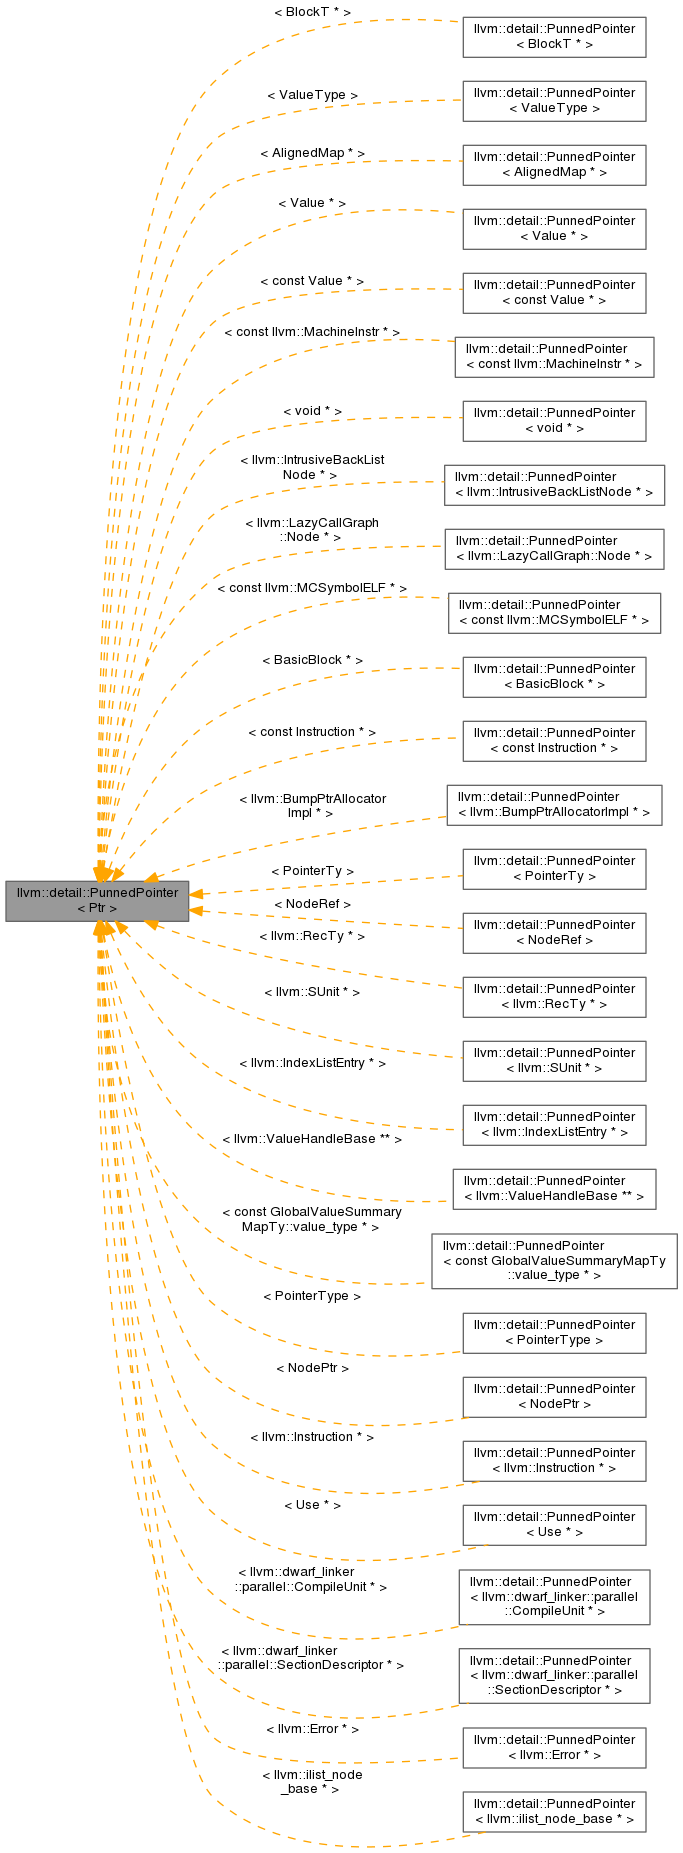 < BlockT * >
llvm::detail::PunnedPointer
< BlockT * >
< ValueType >
llvm::detail::PunnedPointer
< ValueType >
< AlignedMap * >
llvm::detail::PunnedPointer
< AlignedMap * >
< Value * >
llvm::detail::PunnedPointer
< Value * >
< const Value * >
llvm::detail::PunnedPointer
< const Value * >
< const llvm::MachineInstr * >
llvm::detail::PunnedPointer
< const llvm::MachineInstr * >
< void * >
llvm::detail::PunnedPointer
< void * >
< llvm::IntrusiveBackList
Node * >
llvm::detail::PunnedPointer
< llvm::IntrusiveBackListNode * >
< llvm::LazyCallGraph
::Node * >
llvm::detail::PunnedPointer
< llvm::LazyCallGraph::Node * >
< const llvm::MCSymbolELF * >
llvm::detail::PunnedPointer
< const llvm::MCSymbolELF * >
< BasicBlock * >
llvm::detail::PunnedPointer
< BasicBlock * >
< const Instruction * >
llvm::detail::PunnedPointer
< const Instruction * >
< llvm::BumpPtrAllocator
Impl * >
llvm::detail::PunnedPointer
< llvm::BumpPtrAllocatorImpl * >
< PointerTy >
llvm::detail::PunnedPointer
< PointerTy >
llvm::detail::PunnedPointer
< Ptr >
< NodeRef >
llvm::detail::PunnedPointer
< NodeRef >
< llvm::RecTy * >
llvm::detail::PunnedPointer
< llvm::RecTy * >
< llvm::SUnit * >
llvm::detail::PunnedPointer
< llvm::SUnit * >
< llvm::IndexListEntry * >
llvm::detail::PunnedPointer
< llvm::IndexListEntry * >
< llvm::ValueHandleBase ** >
llvm::detail::PunnedPointer
< llvm::ValueHandleBase ** >
< const GlobalValueSummary
MapTy::value_type * >
llvm::detail::PunnedPointer
< const GlobalValueSummaryMapTy
::value_type * >
< PointerType >
llvm::detail::PunnedPointer
< PointerType >
< NodePtr >
llvm::detail::PunnedPointer
< NodePtr >
< llvm::Instruction * >
llvm::detail::PunnedPointer
< llvm::Instruction * >
< Use * >
llvm::detail::PunnedPointer
< Use * >
< llvm::dwarf_linker
::parallel::CompileUnit * >
llvm::detail::PunnedPointer
< llvm::dwarf_linker::parallel
::CompileUnit * >
< llvm::dwarf_linker
::parallel::SectionDescriptor * >
llvm::detail::PunnedPointer
< llvm::dwarf_linker::parallel
::SectionDescriptor * >
< llvm::Error * >
llvm::detail::PunnedPointer
< llvm::Error * >
< llvm::ilist_node
_base * >
llvm::detail::PunnedPointer
< llvm::ilist_node_base * >